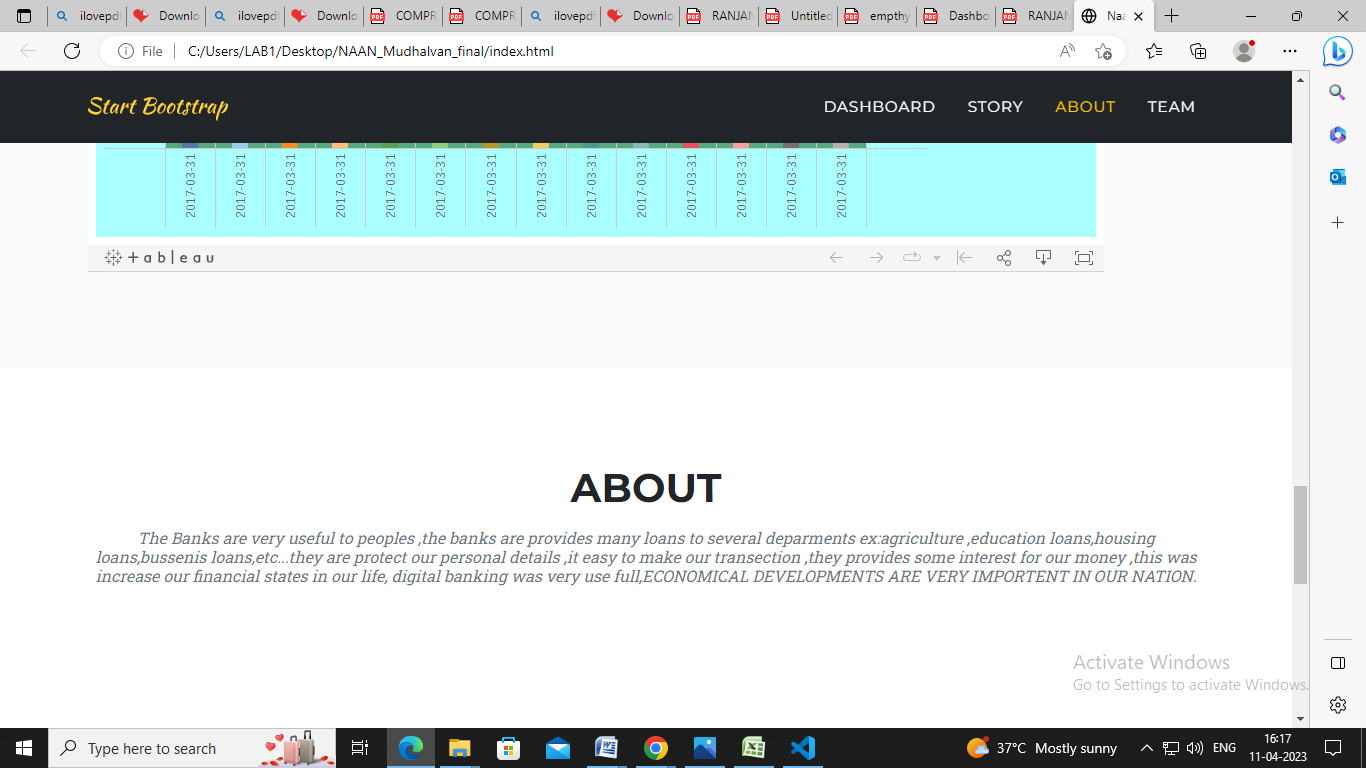 ilovepdf
Downlo
ilovepdf
Downlo
COMPR
COMPR
ilovepdf
Downlo
RANJAN
Untitled
empthy
Dashbo
RANJAN
Naa
File
C:/Users/LAB1/Desktop/NAAN_Mudhalvan_final/index.html
Start Bootstrap
DASHBOARD STORY ABOUT TEAM
2017-03-31 2017-03-31 2017-03-31 2017-03-31 2017-03-31 2017-03-31 2017-03-31 2017-03-31 2017-03-31 2017-03-31 2017-03-31 2017-03-31 2017-03-31 2017-03-31
+ a b | e a u
ABOUT
The Banks are very useful to peoples ,the banks are provides many loans to several deparments ex:agriculture ,education loans,housing
loans,bussenis loans,etc...they are protect our personal details ,it easy to make our transection ,they provides some interest for our money ,this was
increase our financial states in our life, digital banking was very use full,ECONOMICAL DEVELOPMENTS ARE VERY IMPORTENT IN OUR NATION.
Activate Windows
Go to Settings to activate Windows.
Type here to search
37°C Mostly sunny
ENG
16:17
11-04-2023